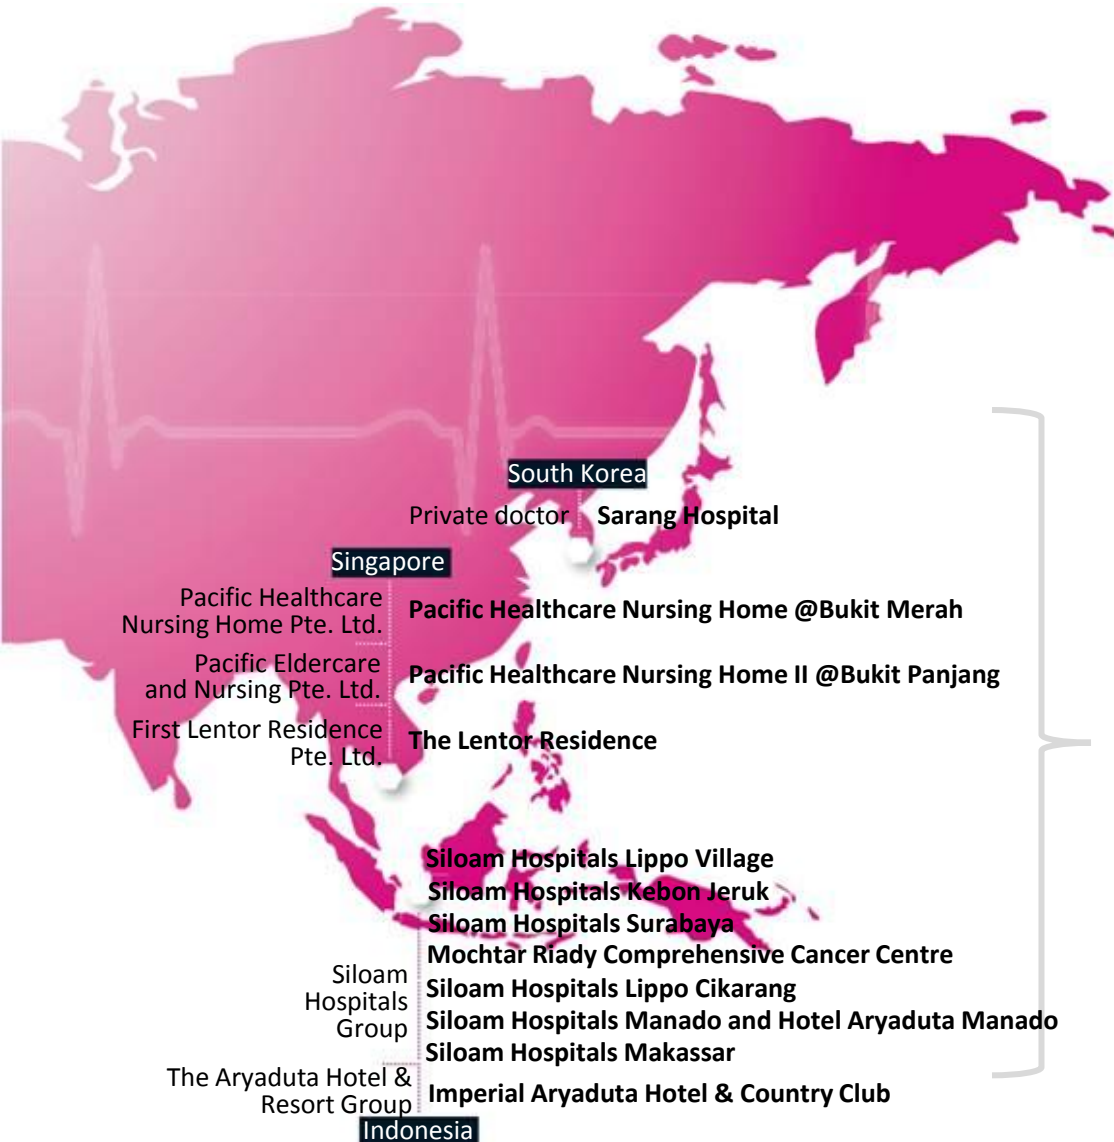 South Korea
Private doctor Sarang Hospital
Singapore
Pacific Healthcare
Nursing Home Pte. Ltd.
Pacific Healthcare Nursing Home @Bukit Merah
Pacific Eldercare
and Nursing Pte. Ltd.
Pacific Healthcare Nursing Home II @Bukit Panjang
First Lentor Residence
Pte. Ltd.
The Lentor Residence
Siloam Hospitals Lippo Village
Siloam Hospitals Kebon Jeruk
Siloam Hospitals Surabaya
Mochtar Riady Comprehensive Cancer Centre
Siloam
Hospitals
Group
Siloam Hospitals Lippo Cikarang
Siloam Hospitals Manado and Hotel Aryaduta Manado
Siloam Hospitals Makassar
The Aryaduta Hotel &
Resort Group
Imperial Aryaduta Hotel & Country Club
Indonesia